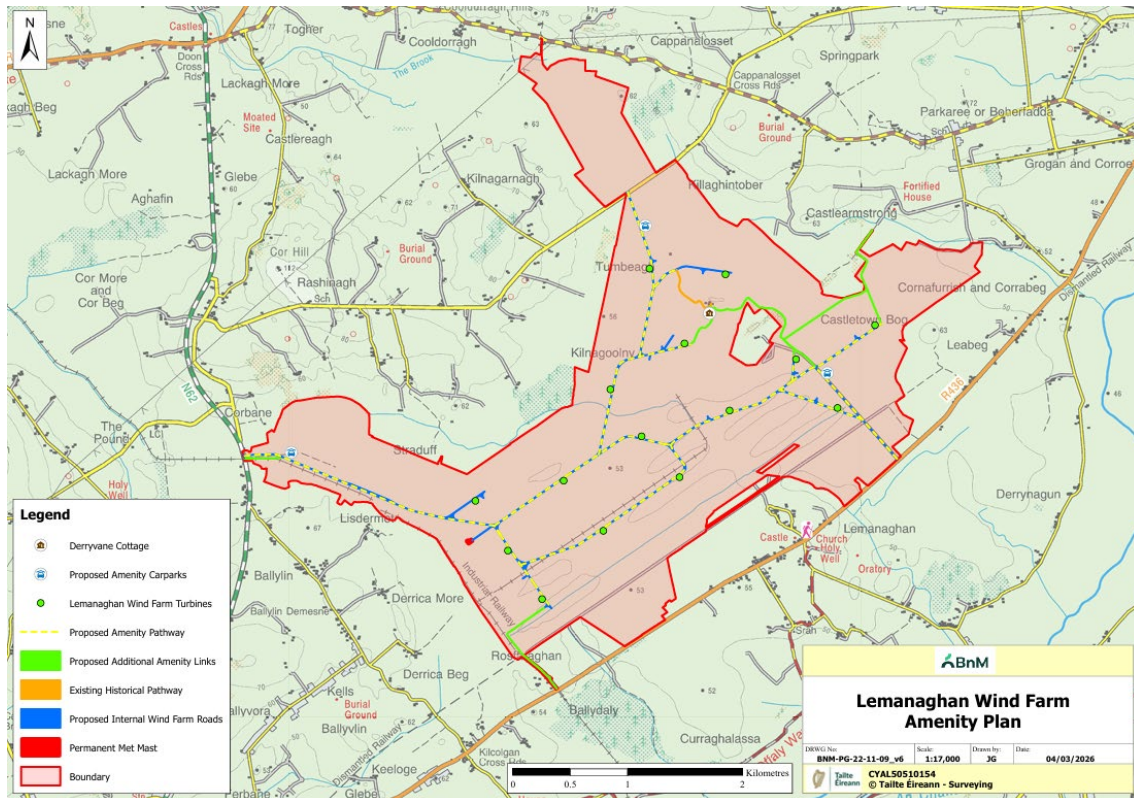 N
Togher
Cooldorragh
Castles
Doon
Cross
Rds
The Brook
Cappanalosset
Springpark
Lackagh More
Cappanalosset
Cross Rds
Parkaree or Boherfadda
Sch
Moated
Site
Castlereagh
Burial
Ground
Grogan and Corroe
Lackagh More
Glebe
Kilnagarnagh
Killaghintober
Fortified
House
Aghafin
Castlearmstrong
Cor Hill
Burial
Ground
Tumbeagh
Cor More
and
Cor Beg
Rashinagh
Sch
Cornafurrish and Corrabeg
Dismantled Railway
Castletown Bog
Leabeg
Kilnagoolny
N62
R436
Corbane
The
Pound
LC
Straduff
Holy
Well
Lisdermot
Derrynagun
Lemanaghan
Castle
Church
Holy
Well
Oratory
Ballylin
Industrial Railway
Ballylin Demesne
Derrica More
Srah
Derrica Beg
Kells
Burial
Ground
Ballyvora
Ballyvlin
Ballydaly
Dismantled Railway
Kilcolgan
Cross Rds
Curraghalassa
Keeloge
Glebe
Legend
Derryvane Cottage
Proposed Amenity Carparks
Lemanaghan Wind Farm Turbines
Proposed Amenity Pathway
Proposed Additional Amenity Links
Existing Historical Pathway
Proposed Internal Wind Farm Roads
Permanent Met Mast
Boundary
Kilometres
0 0.5 1 2
BnM
Lemanaghan Wind Farm
Amenity Plan
DRWG No: Scale: Drawn by: Date:
BNM-PG-22-11-09_v6 1:17,000 JG 04/03/2026
Tailte
Éireann
CYAL50510154
© Tailte Éireann - Surveying